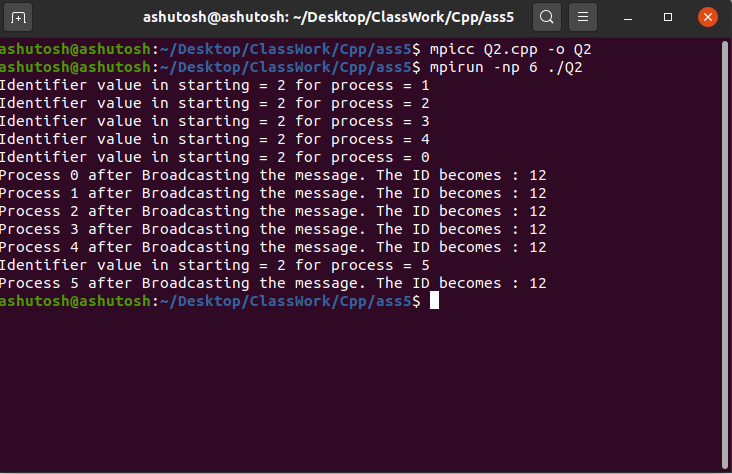 ashutosh@ashutosh: ~/Desktop/ClassWork/Cpp/ass5
ashutosh@ashutosh:~/Desktop/ClassWork/Cpp/ass5$ mpicc Q2.cpp -o Q2
ashutosh@ashutosh:~/Desktop/ClassWork/Cpp/ass5$ mpirun -np 6 ./Q2
Identifier value in starting = 2 for process = 1
Identifier value in starting = 2 for process = 2
Identifier value in starting = 2 for process = 3
Identifier value in starting = 2 for process = 4
Identifier value in starting = 2 for process = 0
Process 0 after Broadcasting the message. The ID becomes : 12
Process 1 after Broadcasting the message. The ID becomes : 12
Process 2 after Broadcasting the message. The ID becomes : 12
Process 3 after Broadcasting the message. The ID becomes : 12
Process 4 after Broadcasting the message. The ID becomes : 12
Identifier value in starting = 2 for process = 5
Process 5 after Broadcasting the message. The ID becomes : 12
ashutosh@ashutosh:~/Desktop/ClassWork/Cpp/ass5$